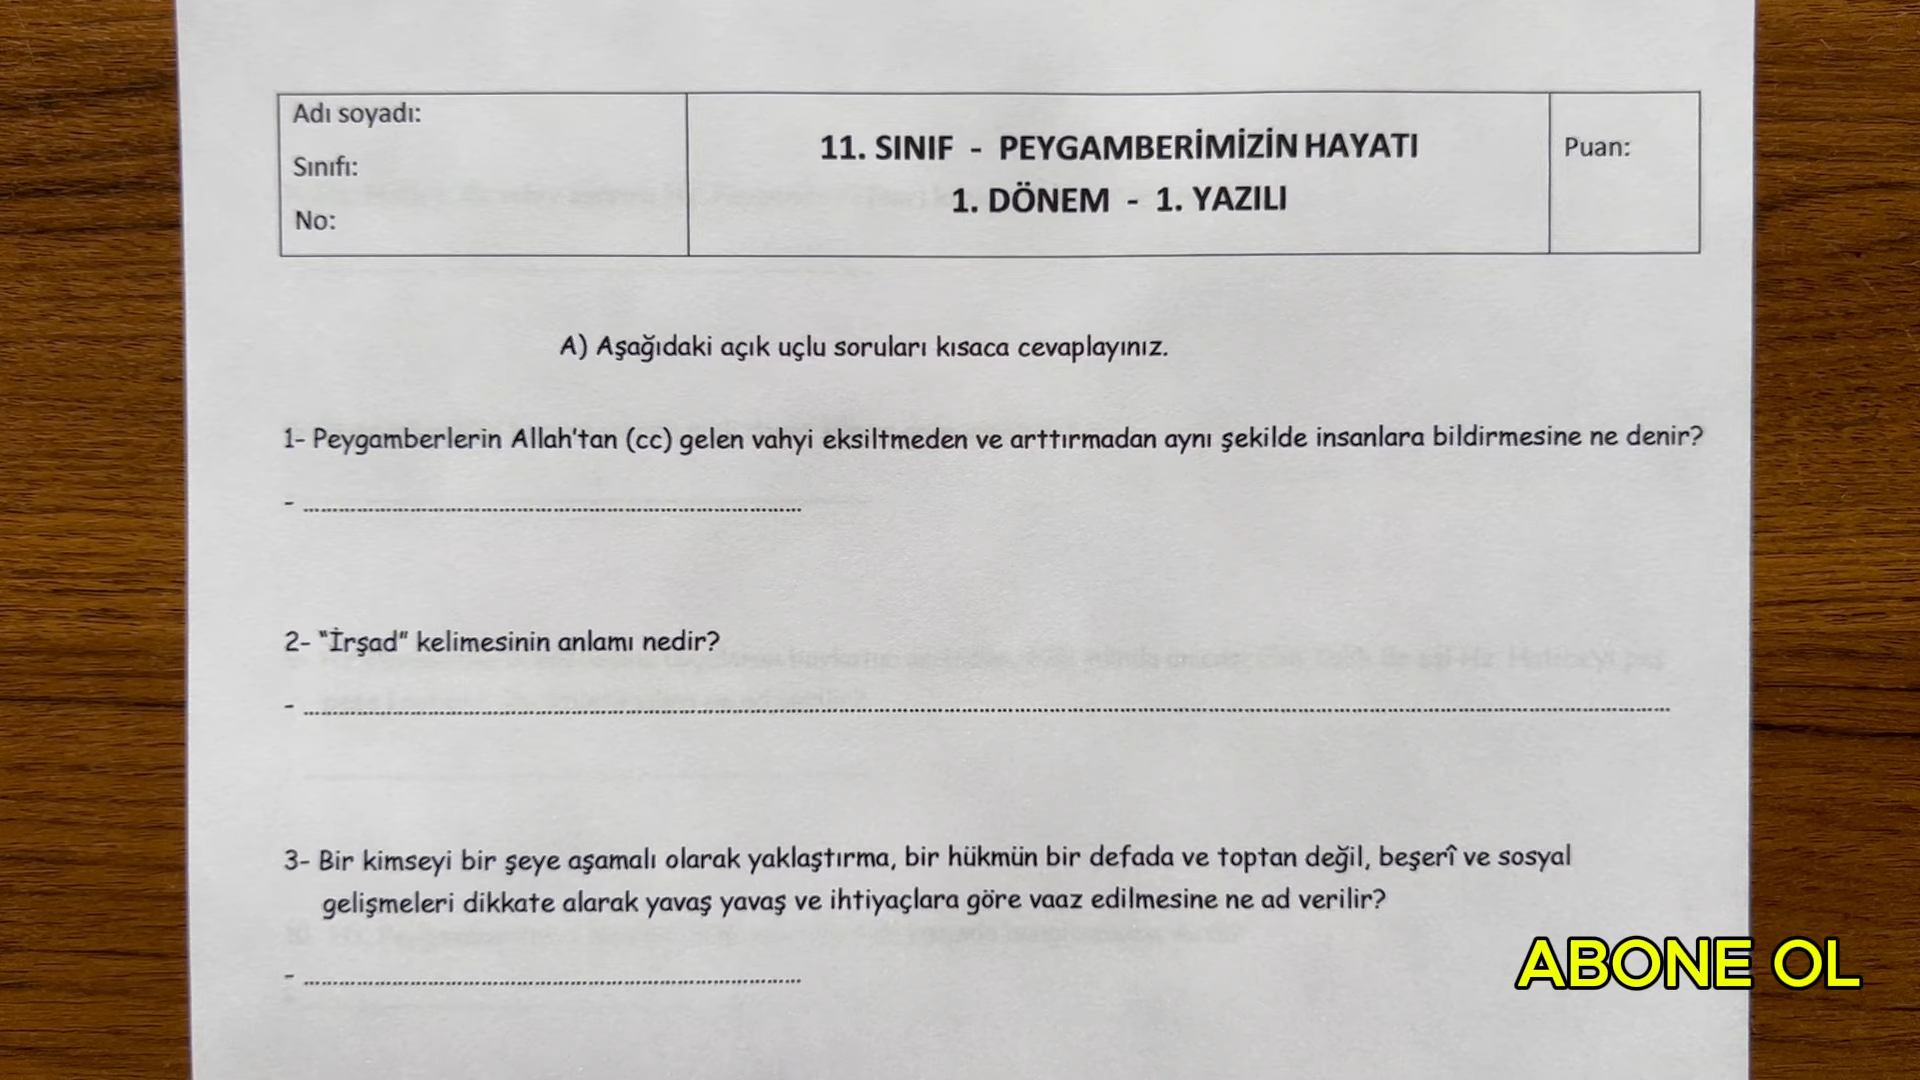 Adı soyadı:
Sınıfı:
No:
11. SINIF - PEYGAMBERİMİZİN HAYATI
1. DÖNEM - 1. YAZILI
Puan:
A) Aşağıdaki açık uçlu soruları kısaca cevaplayınız.
1- Peygamberlerin Allah'tan (cc) gelen vahyi eksiltmeden ve arttırmadan aynı şekilde insanlara bildirmesine ne denir?
- ....................
2- "İrşad" kelimesinin anlamı nedir?
- ....................
3- Bir kimseyi bir şeye aşamalı olarak yaklaştırma, bir hükmün bir defada ve toptan değil, beşerî ve sosyal
gelişmeleri dikkate alarak yavaş yavaş ve ihtiyaçlara göre vaaz edilmesine ne ad verilir?
- ....................
ABONE OL